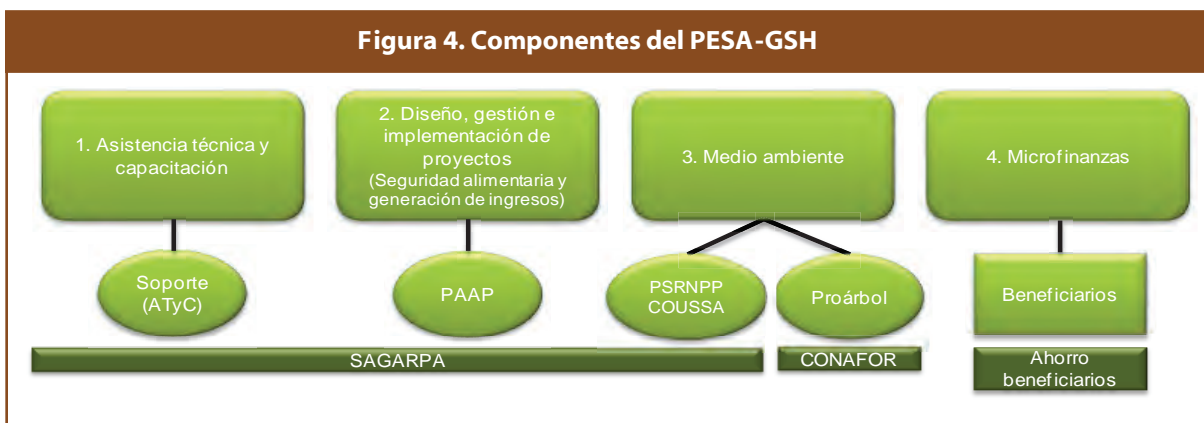 Figura 4. Componentes del PESA-GSH
1. Asistencia técnica y
capacitación
2. Diseño, gestión e
implementación de
proyectos
(Seguridad alimentaria y
generación de ingresos)
3. Medio ambiente
4. Microfinanzas
Soporte
(ATyC)
PAAP
PSRNPP
COUSSA
Proárbol
Beneficiarios
SAGARPA
CONAFOR
Ahorro
beneficiarios